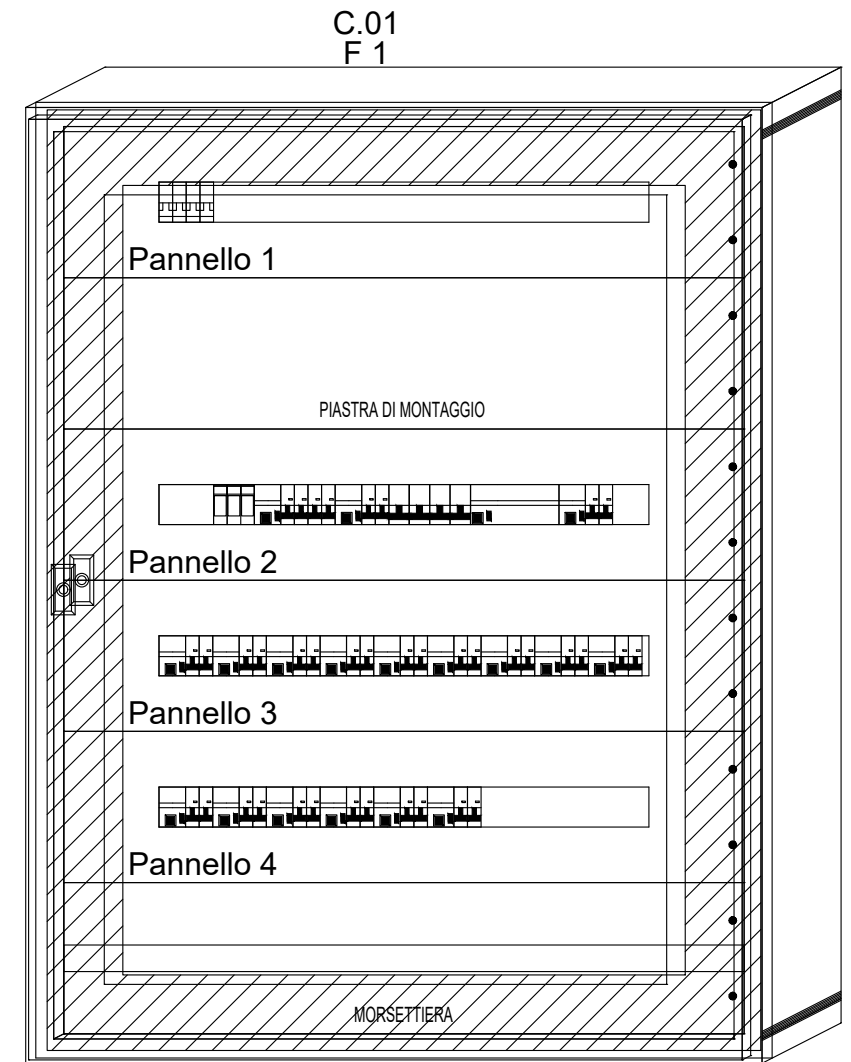 C.01
F 1
Pannello 1
PIASTRA DI MONTAGGIO
Pannello 2
Pannello 3
Pannello 4
MORSETTIERA